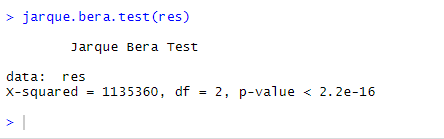 > jarque.bera.test(res)
Jarque Bera Test
data:  res
X-squared = 1135360, df = 2, p-value < 2.2e-16
>